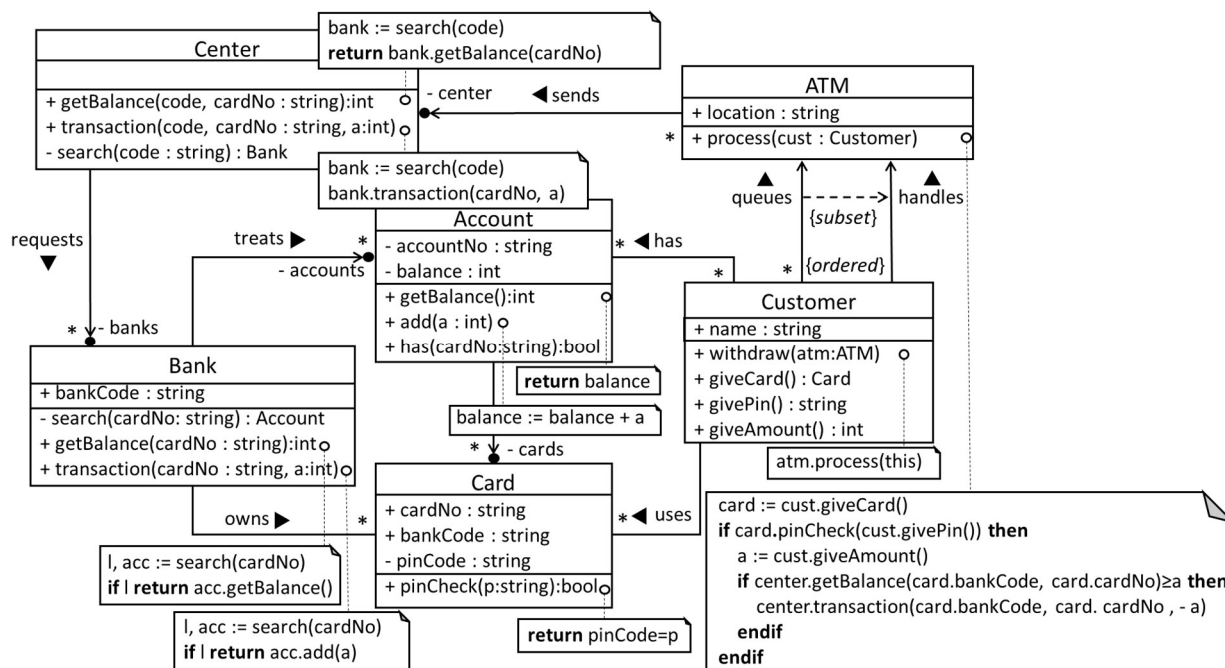 bank := search(code)
return bank.getBalance(cardNo)
Center
+ getBalance(code, cardNo : string):int
+ transaction(code, cardNo : string, a:int)
- search(code : string) : Bank
- center
◀ sends
*
ATM
+ location : string
+ process(cust : Customer)
bank := search(code)
bank.transaction(cardNo, a)
▲
queues
▲
handles
{subset}
{ordered}
*
requests
▼
treats ▶
*
- accounts
Account
- accountNo : string
- balance : int
+ getBalance():int
+ add(a : int)
+ has(cardNo:string):bool
* ◀ has
*
Customer
+ name : string
+ withdraw(atm:ATM)
+ giveCard() : Card
+ givePin() : string
+ giveAmount() : int
* - banks
Bank
+ bankCode : string
- search(cardNo: string) : Account
+ getBalance(cardNo : string):int
+ transaction(cardNo : string, a:int)
return balance
balance := balance + a
atm.process(this)
* - cards
Card
+ cardNo : string
+ bankCode : string
- pinCode : string
+ pinCheck(p:string):bool
owns ▶ *
* ◀ uses
l, acc := search(cardNo)
if l return acc.getBalance()
l, acc := search(cardNo)
if l return acc.add(a)
return pinCode=p
card := cust.giveCard()
if card.pinCheck(cust.givePin()) then
a := cust.giveAmount()
if center.getBalance(card.bankCode, card.cardNo)≥a then
center.transaction(card.bankCode, card. cardNo , - a)
endif
endif